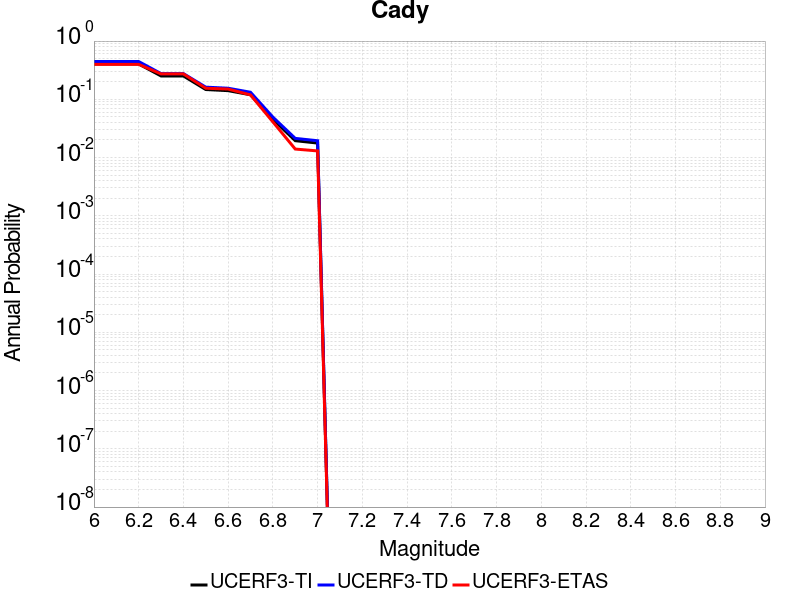 Cady
Annual Probability
10^0
10^-1
10^-2
10^-3
10^-4
10^-5
10^-6
10^-7
10^-8
6 6.2 6.4 6.6 6.8 7 7.2 7.4 7.6 7.8 8 8.2 8.4 8.6 8.8 9
Magnitude
UCERF3-TI UCERF3-TD UCERF3-ETAS